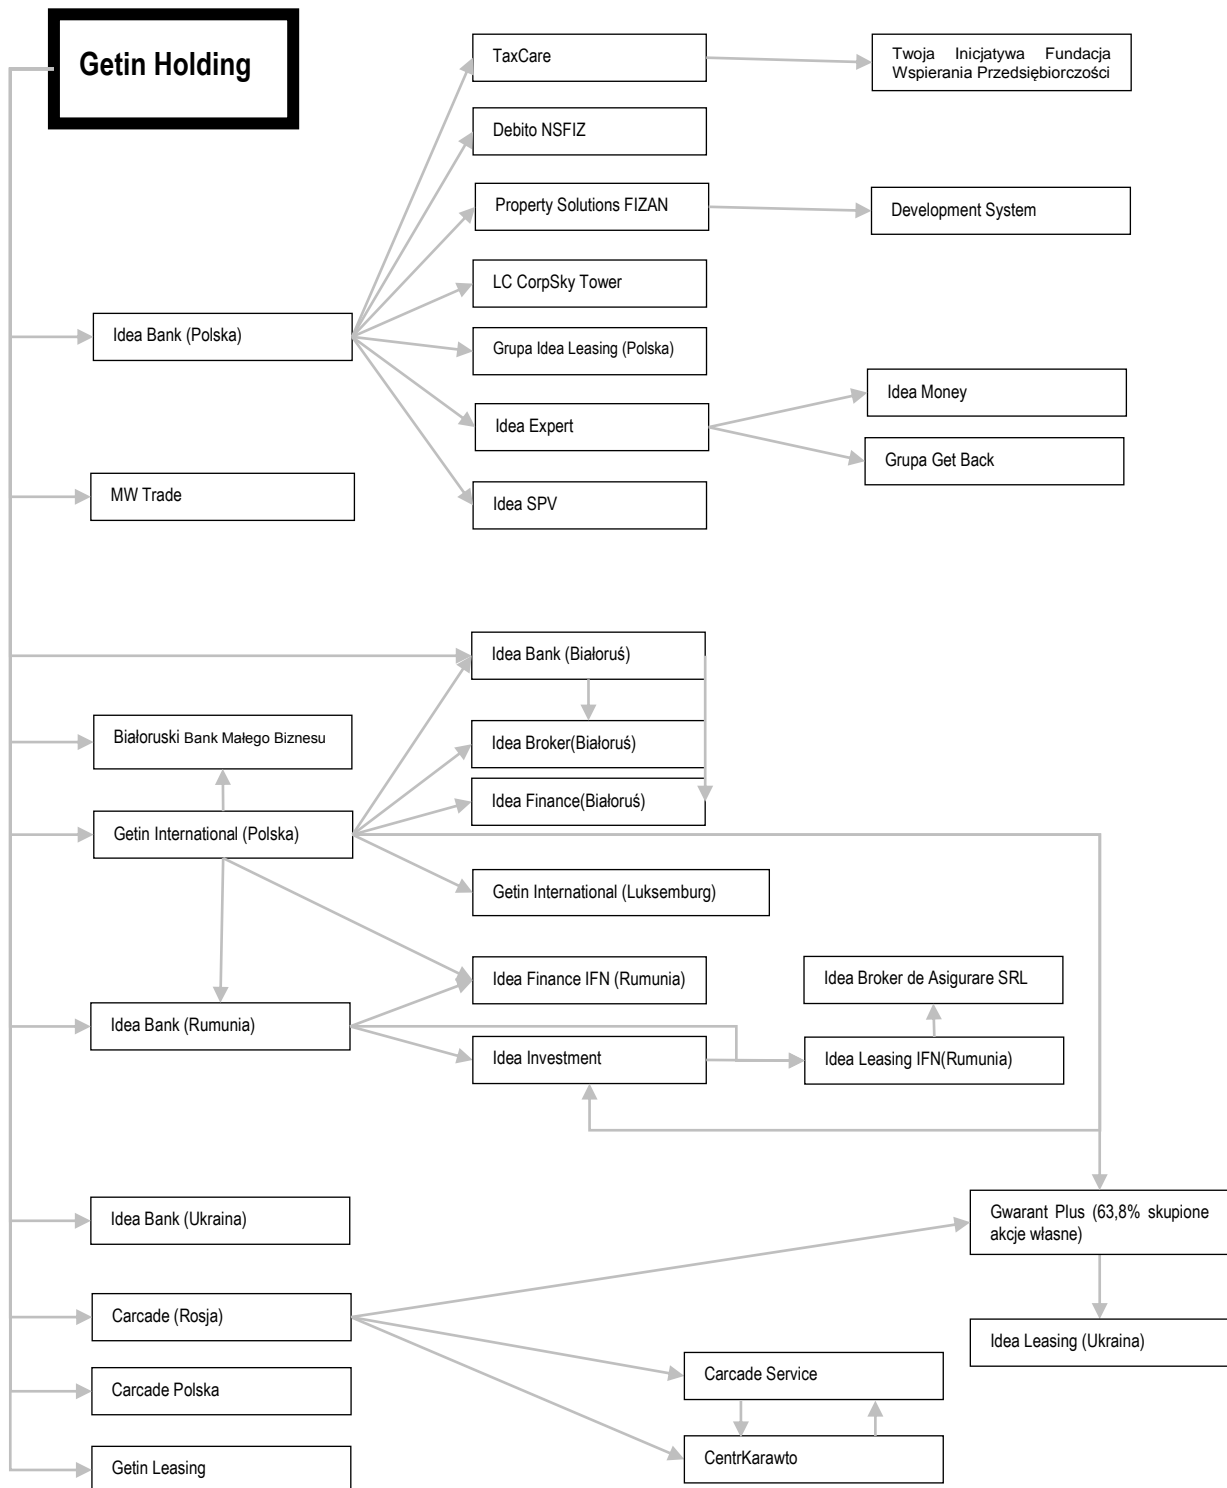 Getin Holding
TaxCare
Twoja Inicjatywa Fundacja
Wspierania Przedsiębiorczości
Debito NSFIZ
Property Solutions FIZAN
Development System
LC CorpSky Tower
Idea Bank (Polska)
Grupa Idea Leasing (Polska)
Idea Money
Idea Expert
Grupa Get Back
MW Trade
Idea SPV
Idea Bank (Białoruś)
Białoruski Bank Małego Biznesu
Idea Broker(Białoruś)
Idea Finance(Białoruś)
Getin International (Polska)
Getin International (Luksemburg)
Idea Finance IFN (Rumunia)
Idea Broker de Asigurare SRL
Idea Bank (Rumunia)
Idea Investment
Idea Leasing IFN(Rumunia)
Idea Bank (Ukraina)
Gwarant Plus (63,8% skupione
akcje własne)
Carcade (Rosja)
Idea Leasing (Ukraina)
Carcade Service
Carcade Polska
CentrKarawto
Getin Leasing